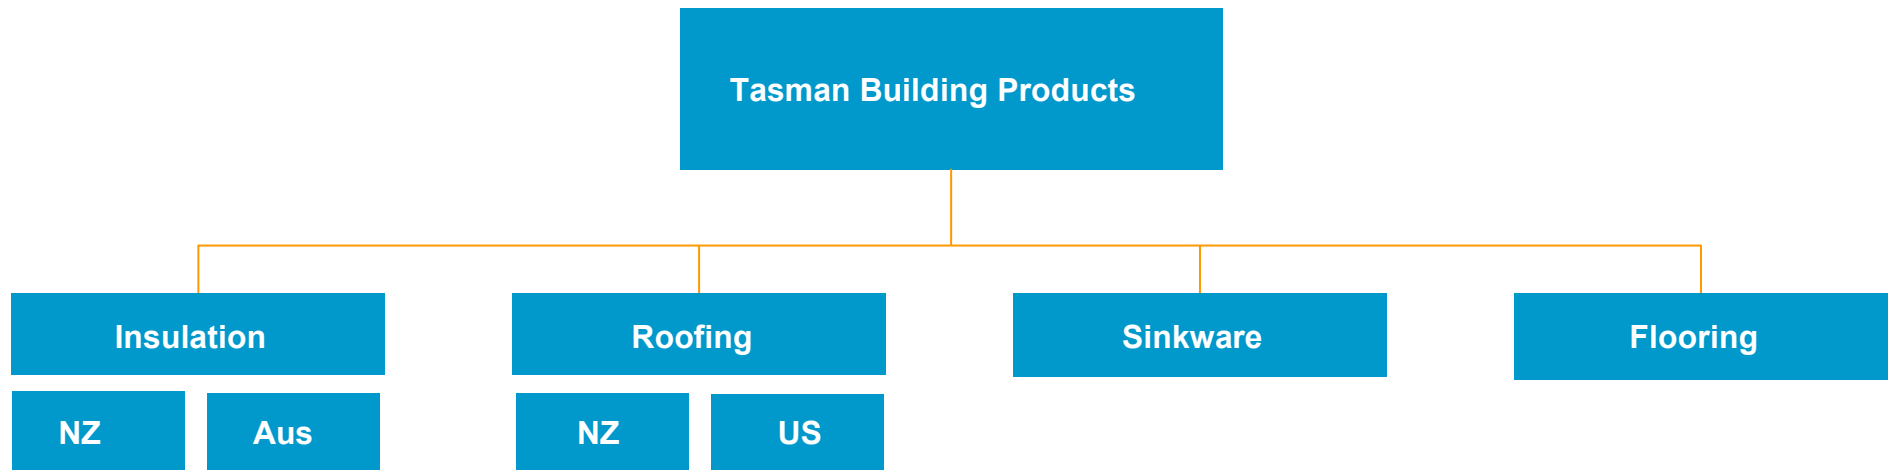 Tasman Building Products
Insulation
Roofing
Sinkware
Flooring
NZ
Aus
NZ
US